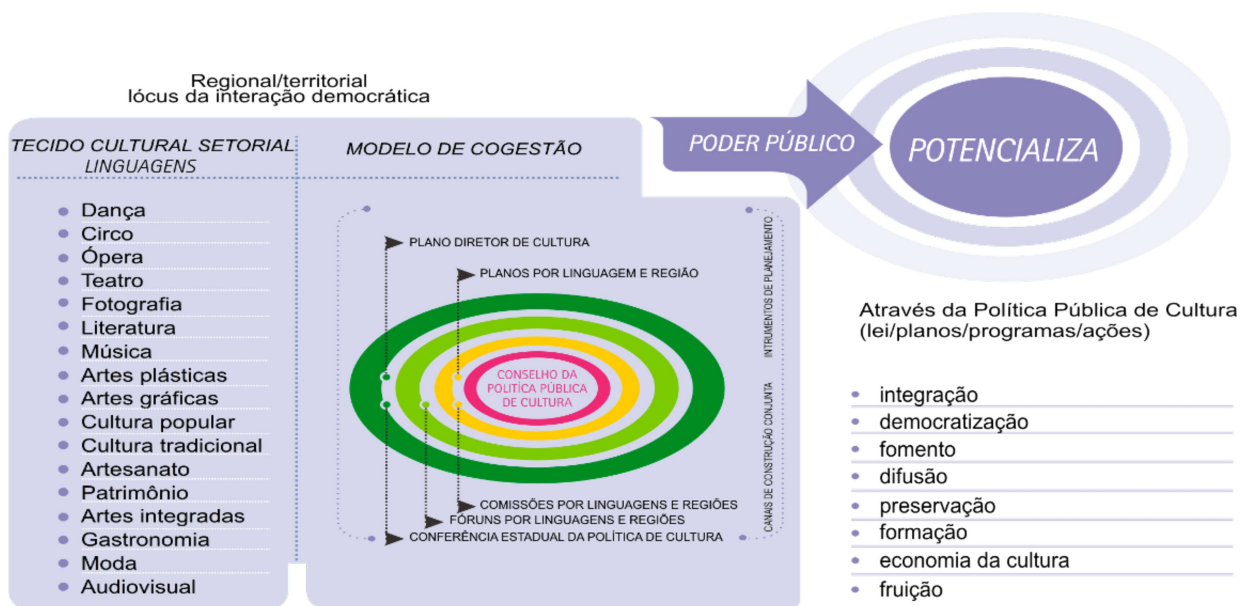 Regional/territorial
lócus da interação democrática
TECIDO CULTURAL SETORIAL
LINGUAGENS
Dança
Circo
Ópera
Teatro
Fotografia
Literatura
Música
Artes plásticas
Artes gráficas
Cultura popular
Cultura tradicional
Artesanato
Patrimônio
Artes integradas
Gastronomia
Moda
Audiovisual
MODELO DE COGESTÃO
PLANO DIRETOR DE CULTURA
PLANOS POR LINGUAGEM E REGIÃO
CONSELHO DA
POLITÍCA PÚBLICA
DE CULTURA
COMISSÕES POR LINGUAGENS E REGIÕES
FÓRUNS POR LINGUAGENS E REGIÕES
CONFERÊNCIA ESTADUAL DA POLÍTICA DE CULTURA
INTRUMENTOS DE PLANEJAMENTO
CANAIS DE CONSTRUÇÃO CONJUNTA
PODER PÚBLICO
POTENCIALIZA
Através da Política Pública de Cultura
(lei/planos/programas/ações)
integração
democratização
fomento
difusão
preservação
formação
economia da cultura
fruição